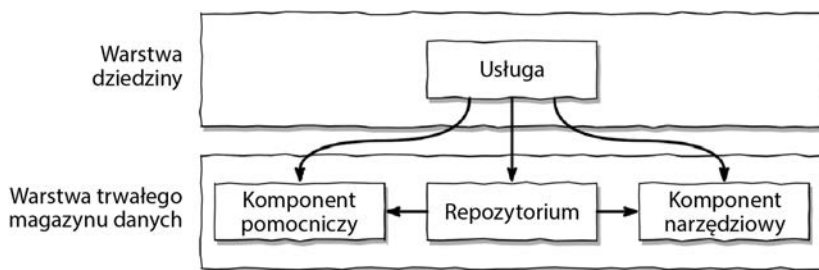 Warstwa
dziedziny
Usługa
Warstwa trwałego
magazynu danych
Komponent
pomocniczy
Repozytorium
Komponent
narzędziowy